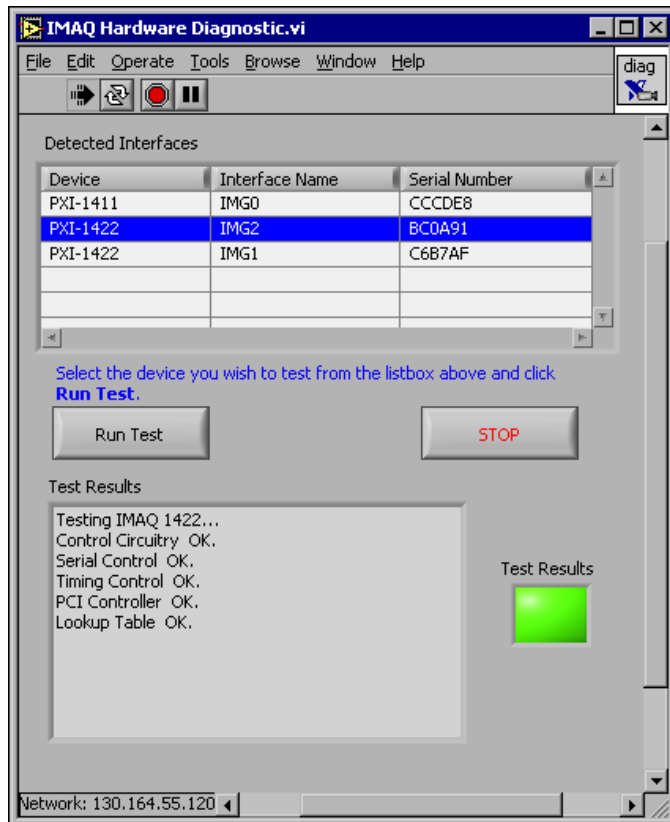 IMAQ Hardware Diagnostic.vi
File Edit Operate Tools Browse Window Help
diag
Detected Interfaces
Device Interface Name Serial Number
PXI-1411 IMG0 CCCDE8
PXI-1422 IMG2 BC0A91
PXI-1422 IMG1 C6B7AF
Select the device you wish to test from the listbox above and click
Run Test.
Run Test STOP
Test Results
Testing IMAQ 1422...
Control Circuitry OK.
Serial Control OK.
Timing Control OK.
PCI Controller OK.
Lookup Table OK.
Test Results
Network: 130.164.55.120